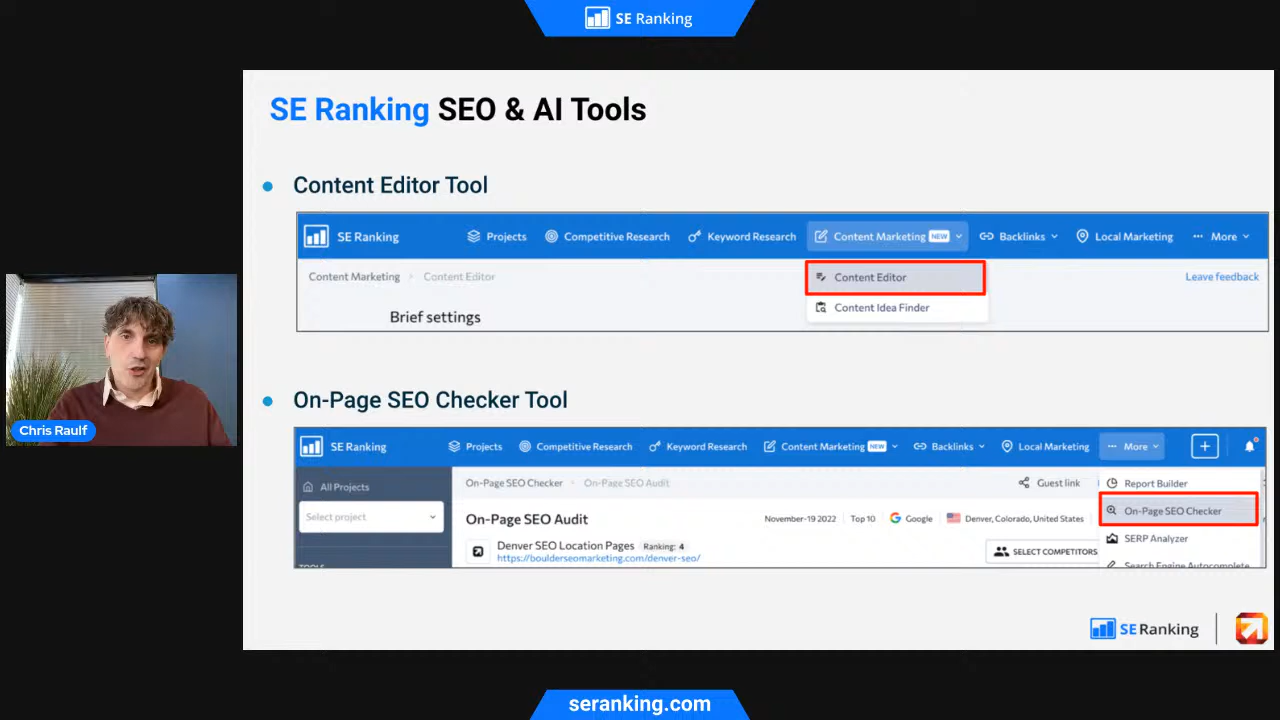 SE Ranking
SE Ranking SEO & AI Tools
Content Editor Tool
SE Ranking Projects Competitive Research Keyword Research Content Marketing NEW Backlinks Local Marketing More
Content Marketing Content Editor Content Editor Leave feedback
Content Idea Finder
Brief settings
On-Page SEO Checker Tool
SE Ranking Projects Competitive Research Keyword Research Content Marketing NEW Backlinks Local Marketing More
All Projects On-Page SEO Checker On-Page SEO Audit Guest link Report Builder
Select project On-Page SEO Audit November-19 2022 Top 10 Google Denver, Colorado, United States On-Page SEO Checker
Denver SEO Location Pages Ranking: 4 SERP Analyzer
https://boulderseomarketing.com/denver-seo/ SELECT COMPETITORS
TOOLS Search Engine Autocomplete
Chris Raulf
SE Ranking
seranking.com